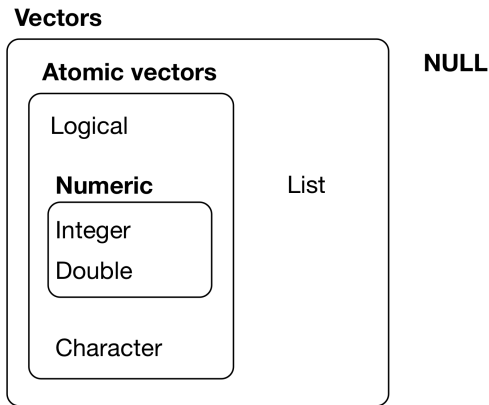 Vectors
NULL
Atomic vectors
Logical
Numeric
List
Integer
Double
Character